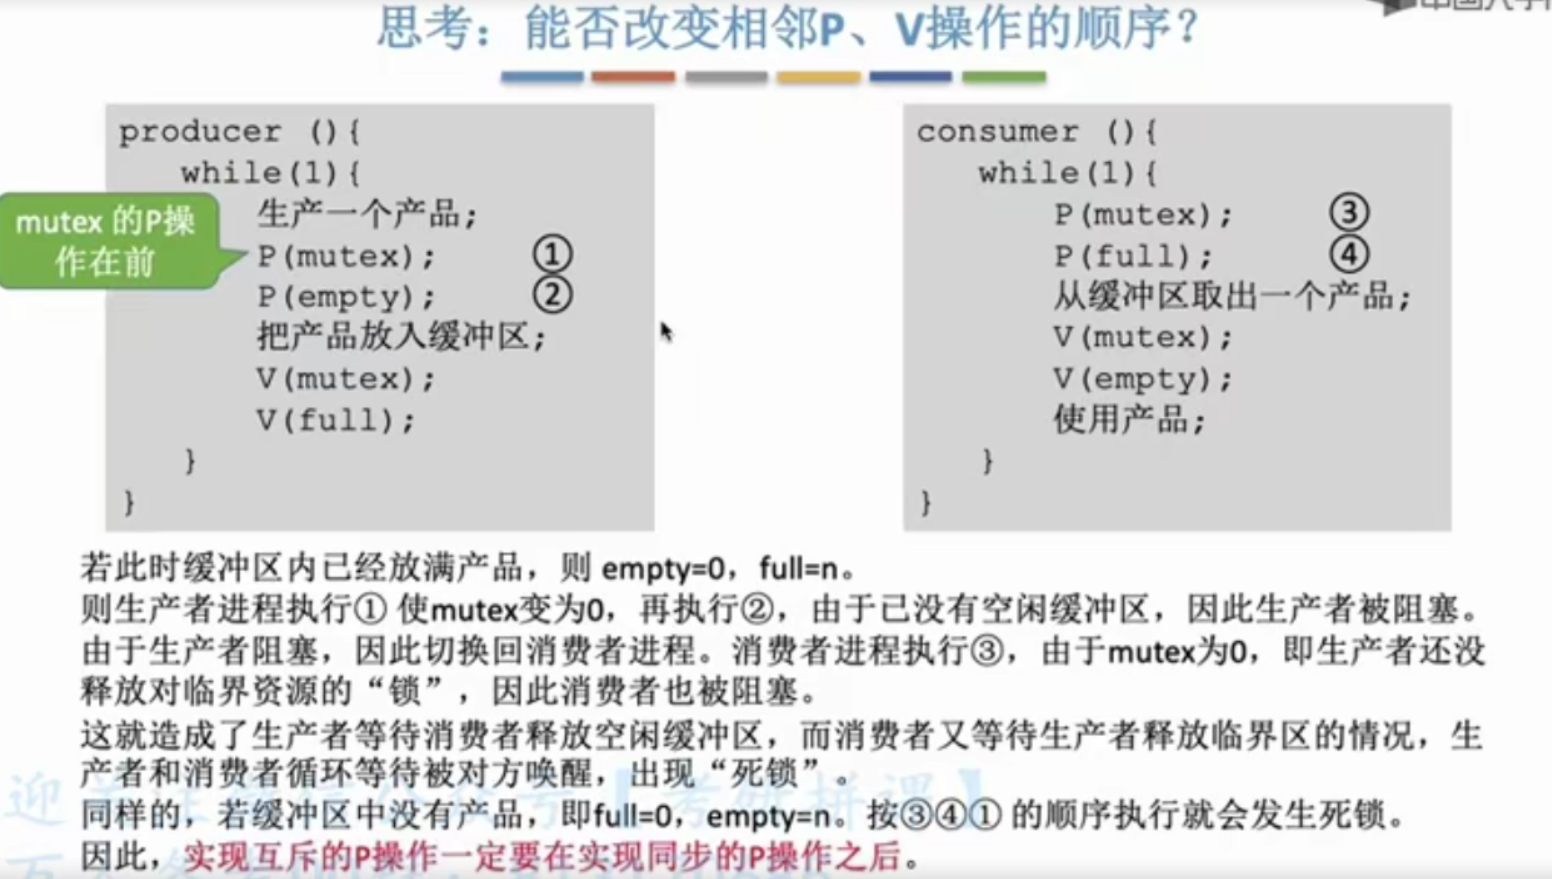 思考：能否改变相邻P、V操作的顺序？
producer (){
while(1){
生产一个产品;
mutex 的P操
作在前
P(mutex); ①
P(empty); ②
把产品放入缓冲区;
V(mutex);
V(full);
}
}
consumer (){
while(1){
P(mutex); ③
P(full); ④
从缓冲区取出一个产品;
V(mutex);
V(empty);
使用产品;
}
}
若此时缓冲区内已经放满产品，则 empty=0，full=n。
则生产者进程执行① 使mutex变为0，再执行②，由于已没有空闲缓冲区，因此生产者被阻塞。
由于生产者阻塞，因此切换回消费者进程。消费者进程执行③，由于mutex为0，即生产者还没
释放对临界资源的“锁”，因此消费者也被阻塞。
这就造成了生产者等待消费者释放空闲缓冲区，而消费者又等待生产者释放临界区的情况，生
产者和消费者循环等待被对方唤醒，出现“死锁”。
同样的，若缓冲区中没有产品，即full=0，empty=n。按③④① 的顺序执行就会发生死锁。
因此，实现互斥的P操作一定要在实现同步的P操作之后。